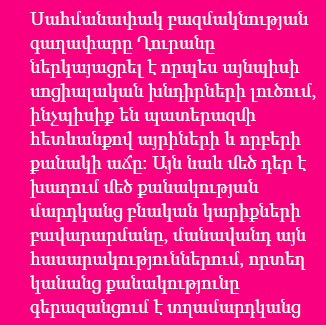 Սահմանափակ բազմակնության
գաղափարը Ղուրանը
ներկայացրել է որպես այնպիսի
սոցիալական խնդիրների լուծում,
ինչպիսիք են պատերազմի
հետևանքով այրիների և որբերի
քանակի աճը: Այն նաև մեծ դեր է
խաղում մեծ քանակության
մարդկանց բնական կարիքների
բավարարմանը, մանավանդ այն
հասարակություններում, որտեղ
կանանց քանակությունը
գերազանցում է տղամարդկանց